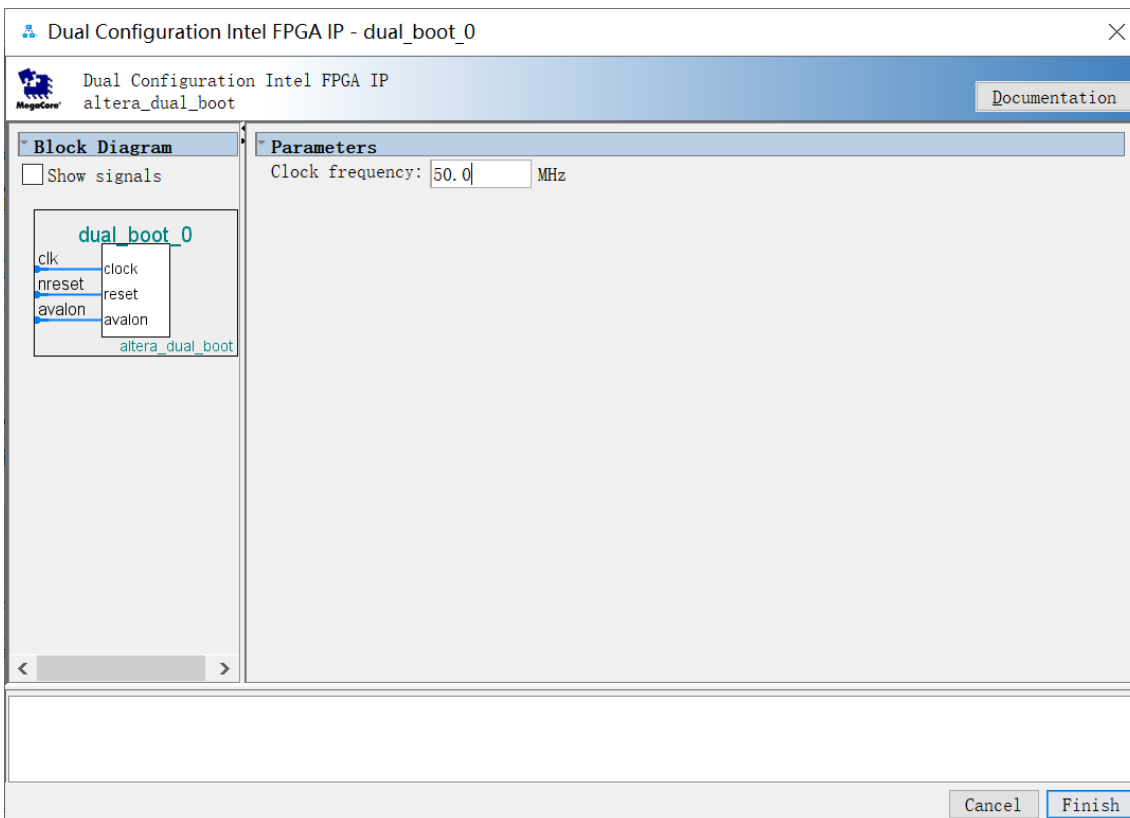 Dual Configuration Intel FPGA IP - dual_boot_0
Dual Configuration Intel FPGA IP
altera_dual_boot
MegaCore'
Documentation
Block Diagram
Show signals
dual_boot_0
clk
clock
nreset
reset
avalon
avalon
altera_dual_boot
Parameters
Clock frequency: 50.0 MHz
Cancel
Finish